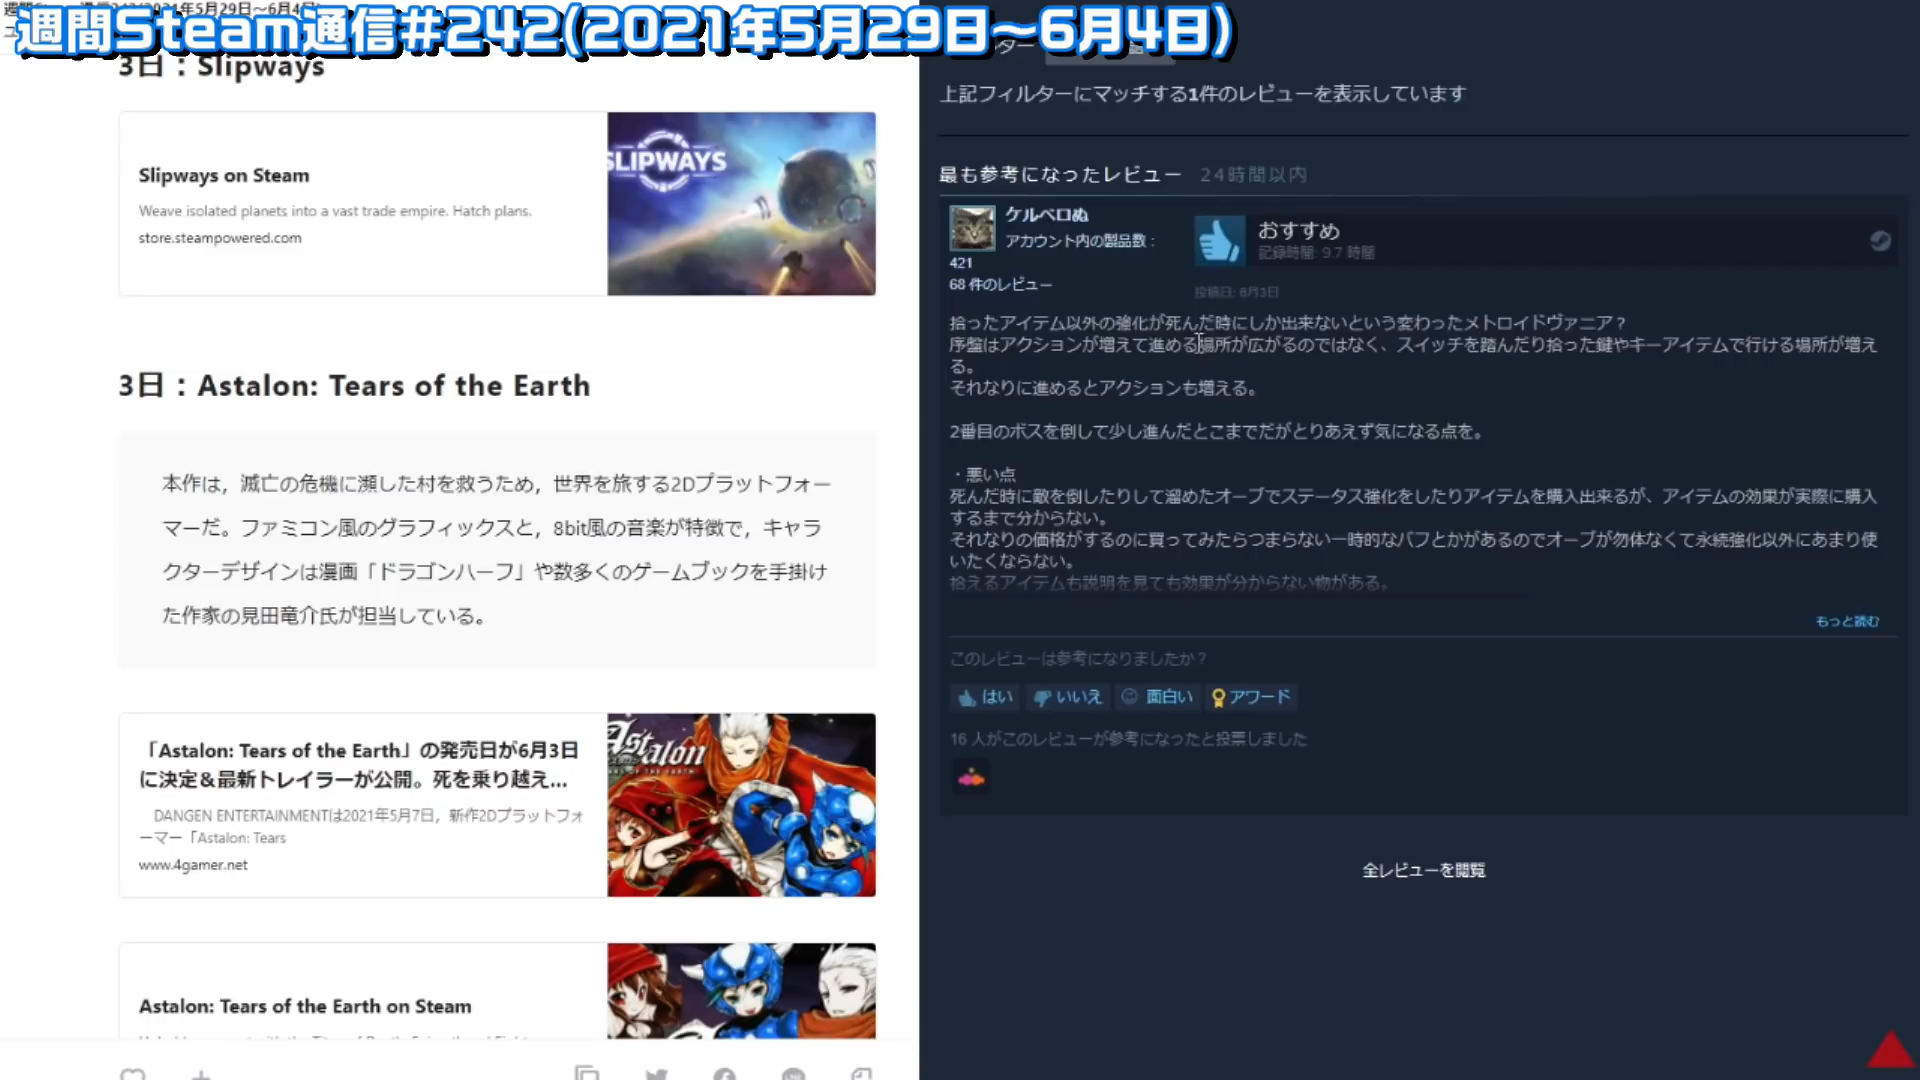 週間Steam通信#242(2021年5月29日～6月4日)
3日：Slipways
Slipways on Steam
Weave isolated planets into a vast trade empire. Hatch plans.
store.steampowered.com
SLIPWAYS
3日：Astalon: Tears of the Earth
本作は，滅亡の危機に瀕した村を救うため，世界を旅する2Dプラットフォー
マーだ。ファミコン風のグラフィックスと，8bit風の音楽が特徴で，キャラ
クターデザインは漫画「ドラゴンハーフ」や数多くのゲームブックを手掛け
た作家の見田竜介氏が担当している。
「Astalon: Tears of the Earth」の発売日が6月3日
に決定＆最新トレイラーが公開。死を乗り越え...
DANGEN ENTERTAINMENTは2021年5月7日，新作2Dプラットフォ
ーマー「Astalon: Tears
www.4gamer.net
Astalon
Astalon: Tears of the Earth on Steam
上記フィルターにマッチする1件のレビューを表示しています
最も参考になったレビュー 24時間以内
ケルベロぬ
アカウント内の製品数：
421
68 件のレビュー
おすすめ
記録時間: 9.7 時間
投稿日: 6月3日
拾ったアイテム以外の強化が死んだ時にしか出来ないという変わったメトロイドヴァニア？
序盤はアクションが増えて進める場所が広がるのではなく、スイッチを踏んだり拾った鍵やキーアイテムで行ける場所が増え
る。
それなりに進めるとアクションも増える。
2番目のボスを倒して少し進んだとこまでだがとりあえず気になる点を。
・悪い点
死んだ時に敵を倒したりして溜めたオーブでステータス強化をしたりアイテムを購入出来るが、アイテムの効果が実際に購入
するまで分からない。
それなりの価格がするのに買ってみたらつまらない一時的なバフとかがあるのでオーブが勿体なくて永続強化以外にあまり使
いたくならない。
拾えるアイテムも説明を見ても効果が分からない物がある。
もっと読む
このレビューは参考になりましたか？
はい いいえ 面白い アワード
16 人がこのレビューが参考になったと投票しました
全レビューを閲覧